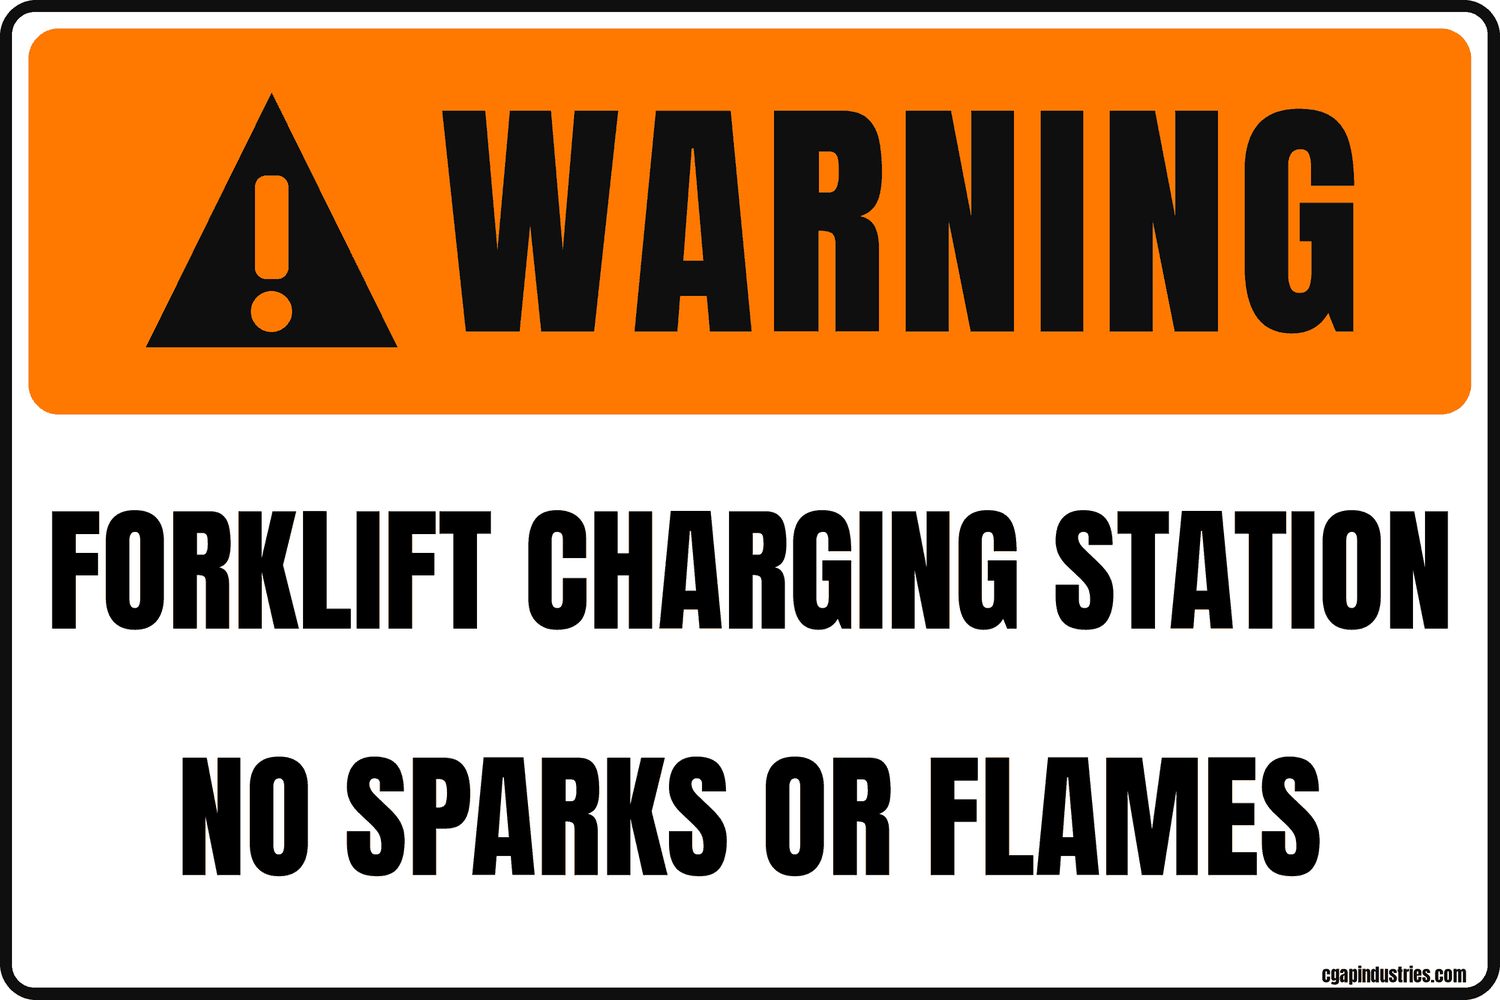 WARNING
FORKLIFT CHARGING STATION
NO SPARKS OR FLAMES
cgapindustries.com